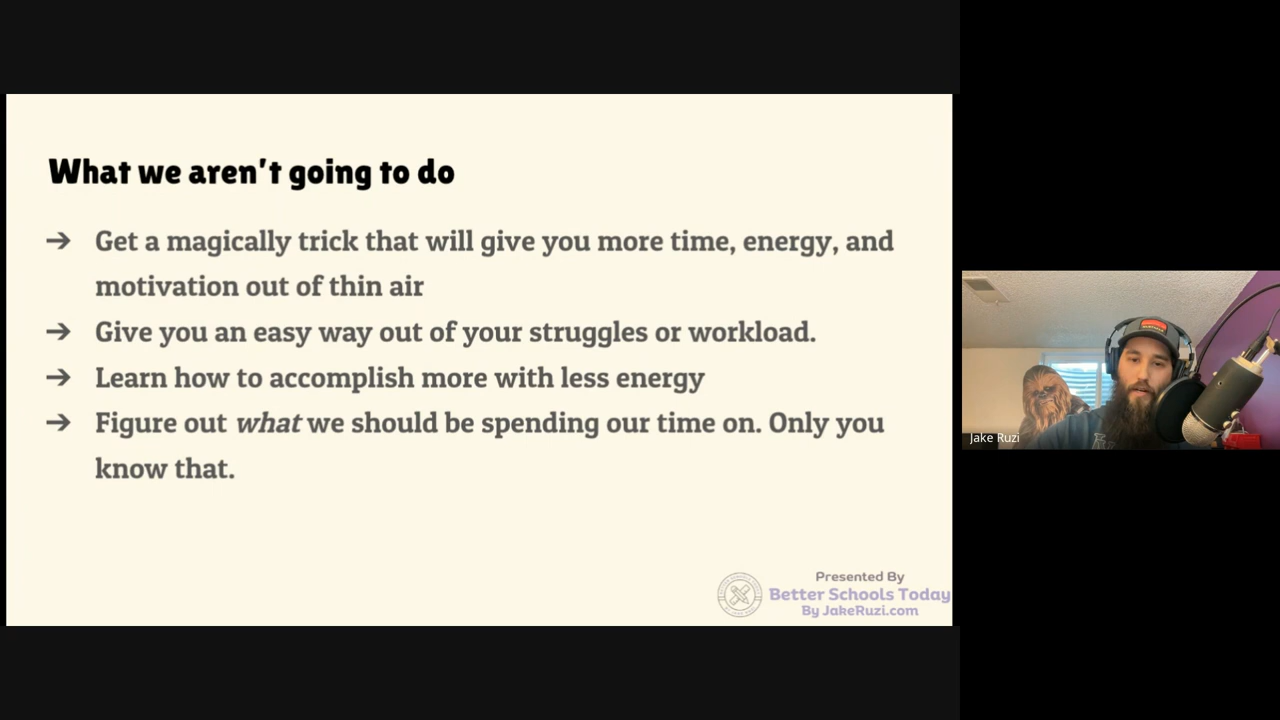 What we aren't going to do
➔ Get a magically trick that will give you more time, energy, and
motivation out of thin air
➔ Give you an easy way out of your struggles or workload.
➔ Learn how to accomplish more with less energy
➔ Figure out what we should be spending our time on. Only you
know that.
Presented By
Better Schools Today
By JakeRuzi.com
Jake Ruzi